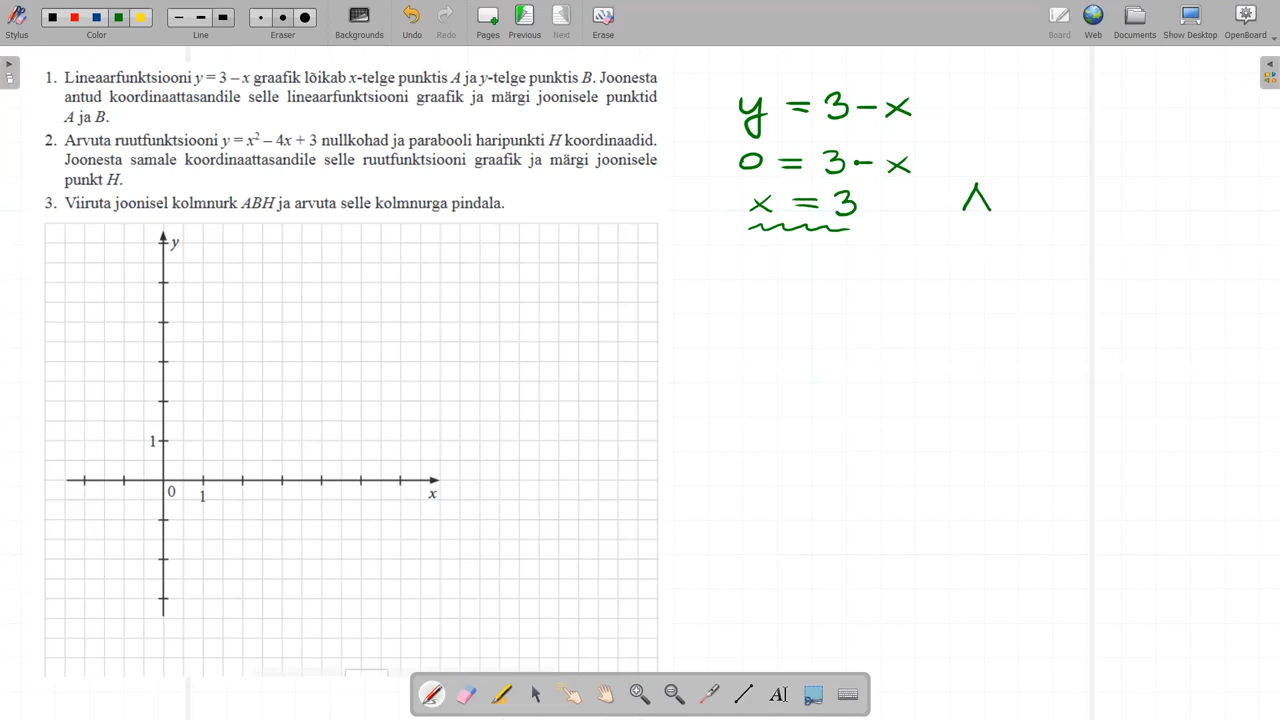 Stylus
Color
Line
Eraser
Backgrounds
Undo
Redo
Pages
Previous
Next
Erase
Board
Web
Documents
Show Desktop
OpenBoard
1. Lineaarfunktsiooni y = 3 – x graafik lõikab x-telge punktis A ja y-telge punktis B. Joonesta
antud koordinaattasandile selle lineaarfunktsiooni graafik ja märgi joonisele punktid
A ja B.
2. Arvuta ruutfunktsiooni y = x² – 4x + 3 nullkohad ja parabooli haripunkti H koordinaadid.
Joonesta samale koordinaattasandile selle ruutfunktsiooni graafik ja märgi joonisele
punkt H.
3. Viiruta joonisel kolmnurk ABH ja arvuta selle kolmnurga pindala.
y
1
0
1
x
y = 3 – x
0 = 3 – x
x = 3